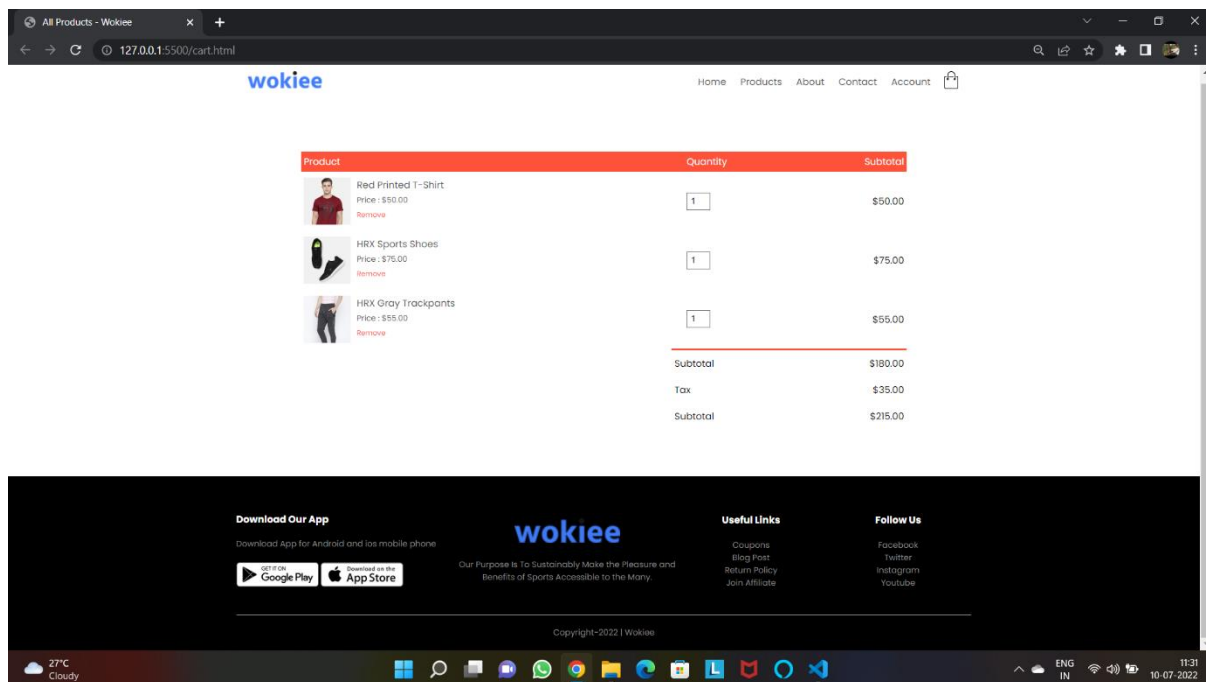 All Products - Wokiee
127.0.0.1:5500/cart.html
wokiee
Home Products About Contact Account
Product Quantity Subtotal
Red Printed T-Shirt
Price : $50.00
Remove
1 $50.00
HRX Sports Shoes
Price : $75.00
Remove
1 $75.00
HRX Gray Trackpants
Price : $55.00
Remove
1 $55.00
Subtotal $180.00
Tax $35.00
Subtotal $215.00
Download Our App
Download App for Android and ios mobile phone
GET IT ON
Google Play
Download on the
App Store
wokiee
Our Purpose Is To Sustainably Make the Pleasure and
Benefits of Sports Accessible to the Many.
Useful Links
Coupons
Blog Post
Return Policy
Join Affiliate
Follow Us
Facebook
Twitter
Instagram
Youtube
Copyright-2022 | Wokiee
27°C
Cloudy
L
ENG
IN
11:31
10-07-2022